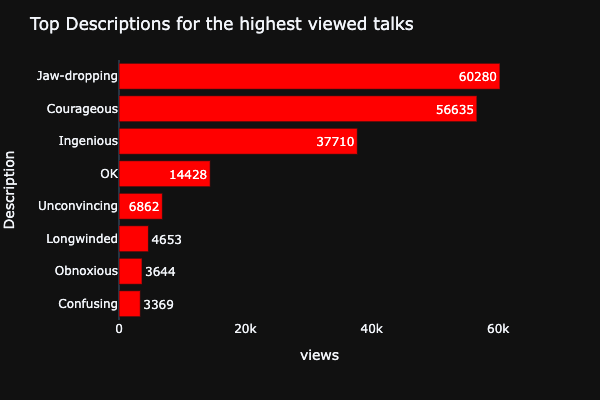 Top Descriptions for the highest viewed talks
Description
Jaw-dropping 60280
Courageous 56635
Ingenious 37710
OK 14428
Unconvincing 6862
Longwinded 4653
Obnoxious 3644
Confusing 3369
0 20k 40k 60k
views